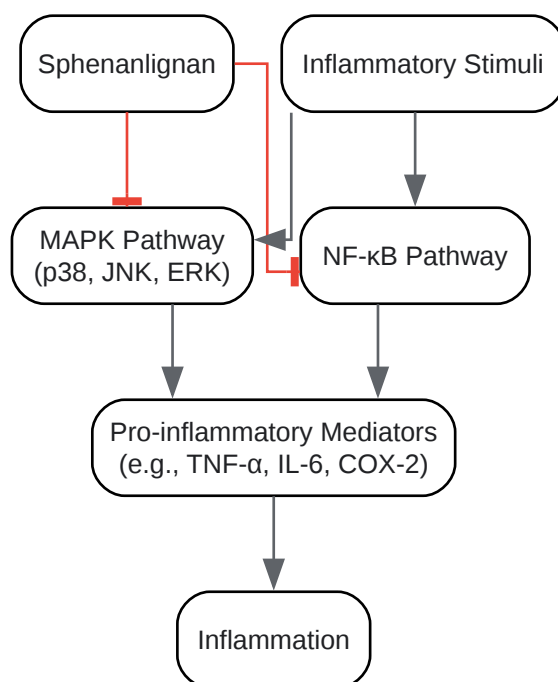 Sphenanlignan
Inflammatory Stimuli
MAPK Pathway
(p38, JNK, ERK)
NF-κB Pathway
Pro-inflammatory Mediators
(e.g., TNF-α, IL-6, COX-2)
Inflammation